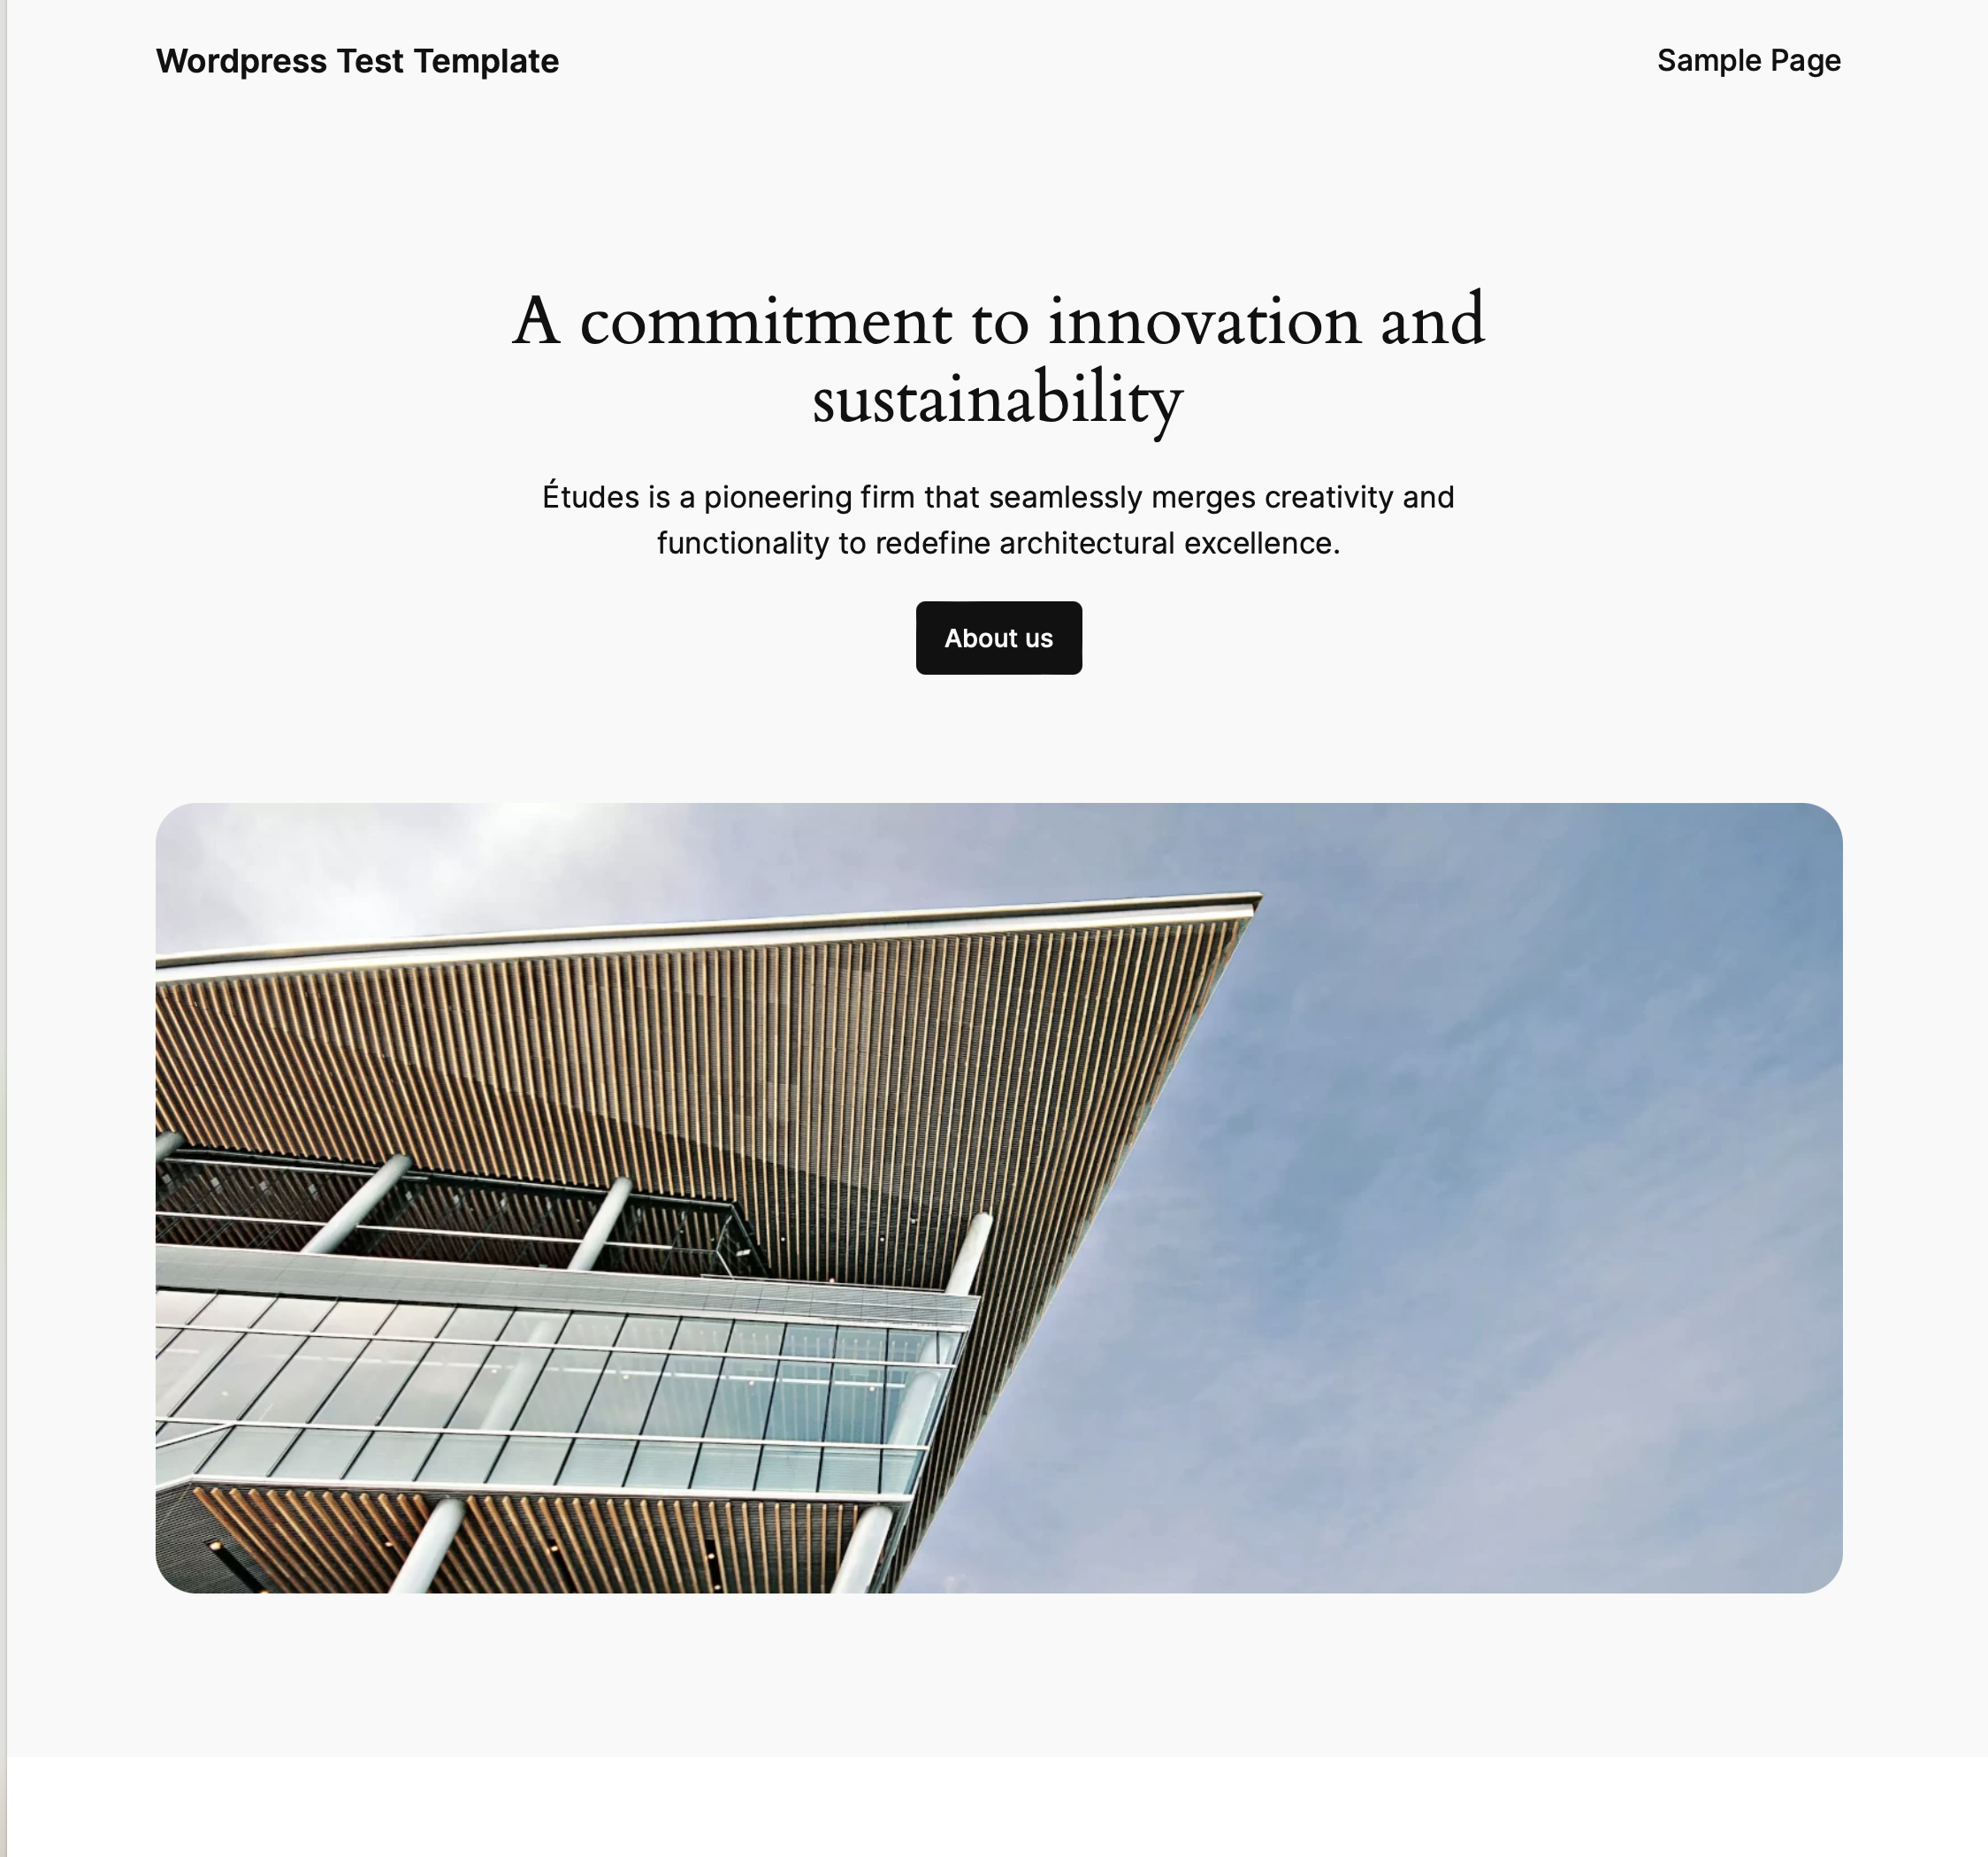 Wordpress Test Template
Sample Page
A commitment to innovation and
sustainability
Études is a pioneering firm that seamlessly merges creativity and
functionality to redefine architectural excellence.
About us